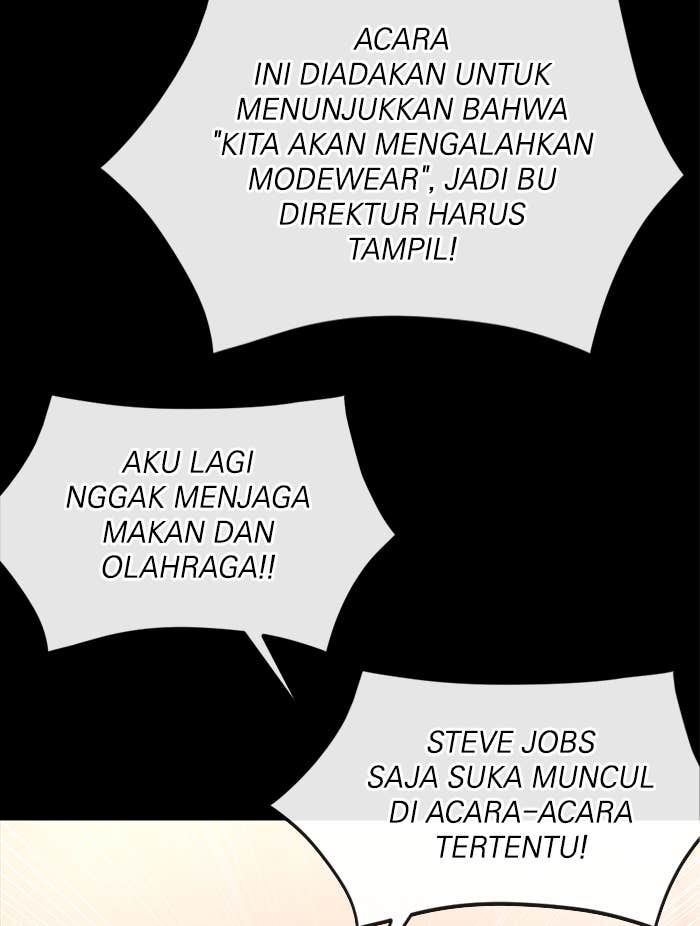 ACARA
INI DIADAKAN UNTUK
MENUNJUKKAN BAHWA
"KITA AKAN MENGALAHKAN
MODEWEAR", JADI BU
DIREKTUR HARUS
TAMPIL!
AKU LAGI
NGGAK MENJAGA
MAKAN DAN
OLAHRAGA!!
STEVE JOBS
SAJA SUKA MUNCUL
DI ACARA-ACARA
TERTENTU!